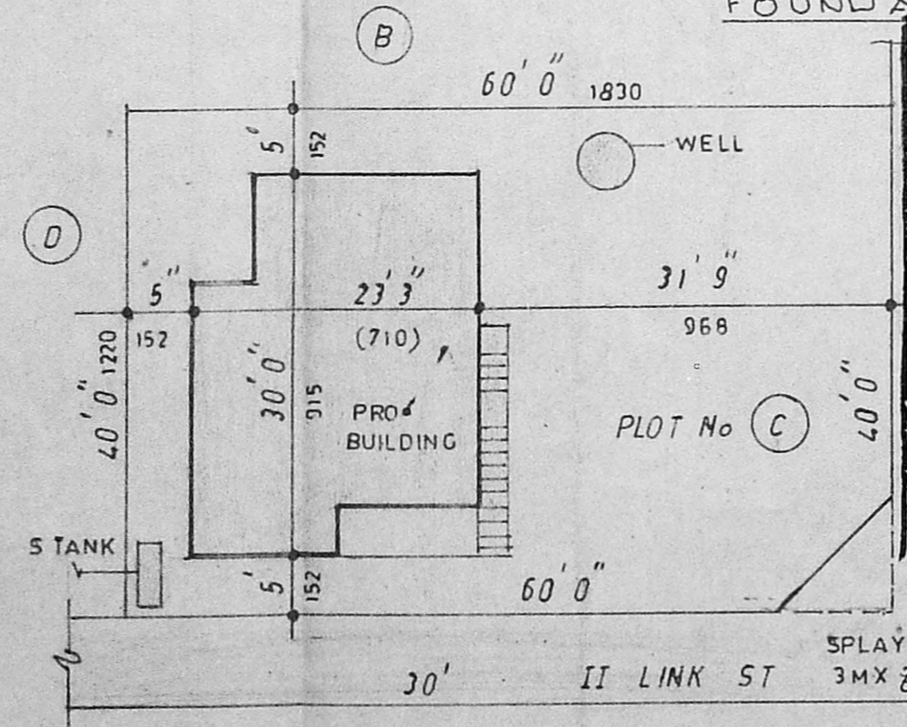 B
60' 0" 1830
5' 152
WELL
D
5"
152
23' 3"
(710)
31' 9"
968
40' 0" 1220
30' 0" 915
PRO
BUILDING
PLOT No C
40' 0"
S TANK
5' 152
60' 0"
SPLAY
3MX
30' II LINK ST